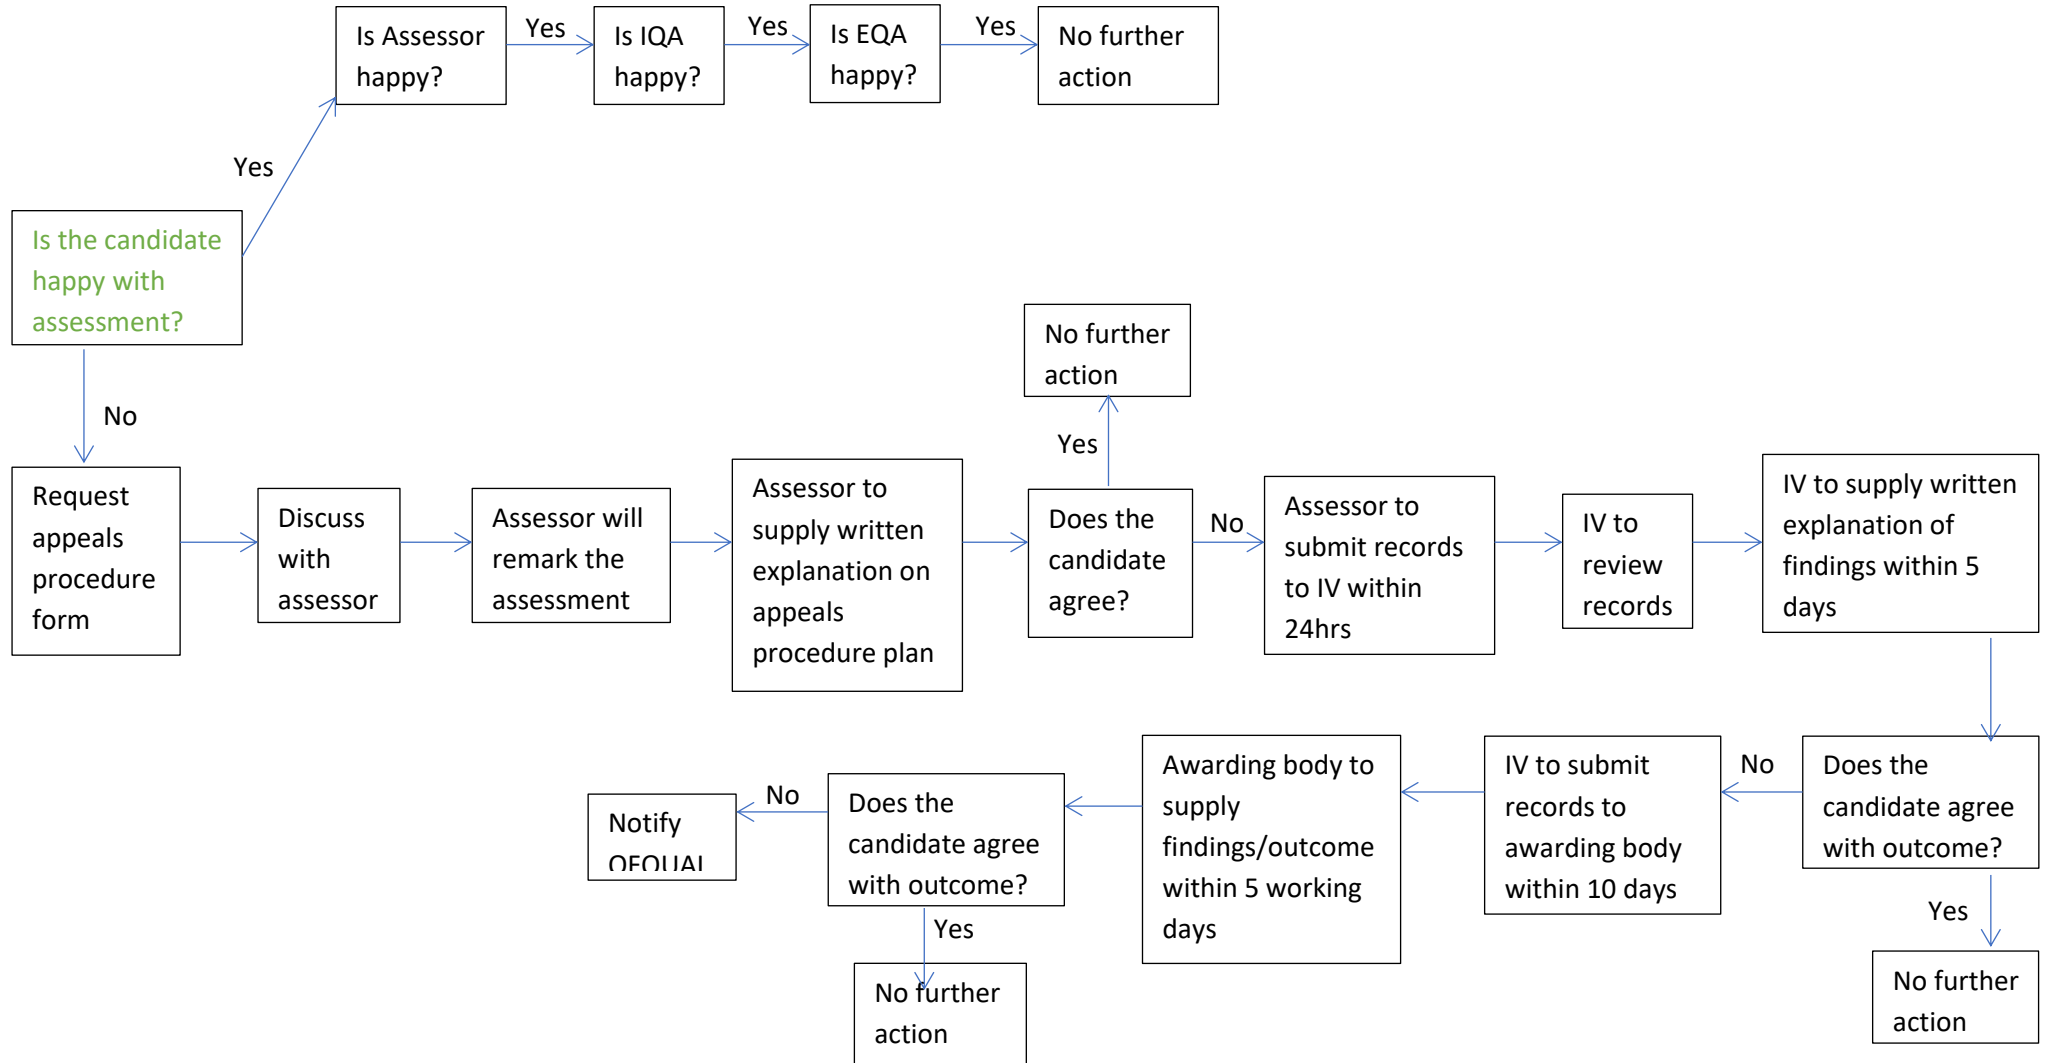 Is Assessor
happy?
Yes
Is IQA
happy?
Yes
Is EQA
happy?
Yes
No further
action
Yes
Is the candidate
happy with
assessment?
No
Request
appeals
procedure
form
Discuss
with
assessor
Assessor will
remark the
assessment
Assessor to
supply written
explanation on
appeals
procedure plan
Does the
candidate
agree?
Yes
No further
action
No
Assessor to
submit records
to IV within
24hrs
IV to
review
records
IV to supply written
explanation of
findings within 5
days
Does the
candidate agree
with outcome?
Yes
No further
action
No
IV to submit
records to
awarding body
within 10 days
Awarding body to
supply
findings/outcome
within 5 working
days
Does the
candidate agree
with outcome?
Yes
No further
action
No
Notify
OFQUAL